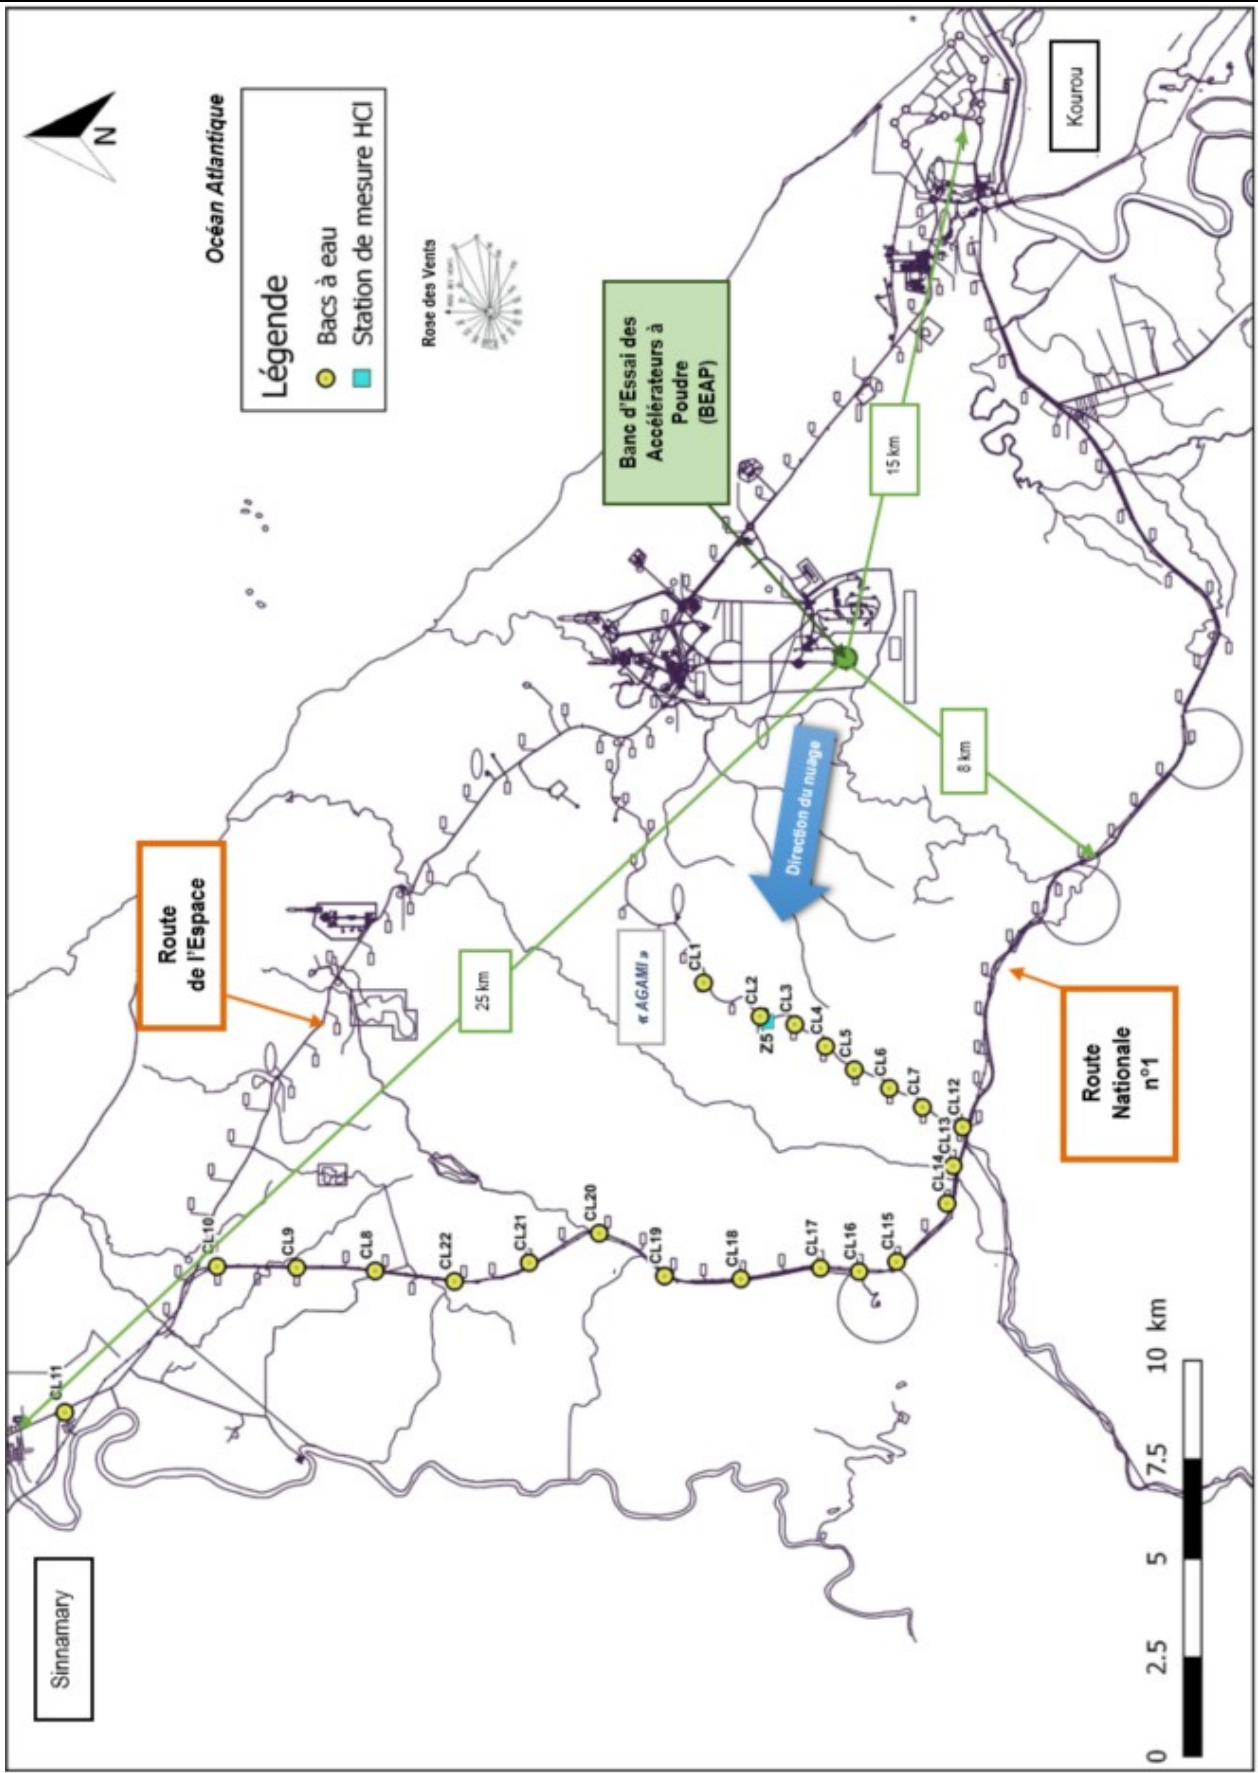 N
Océan Atlantique
Légende
Bacs à eau
Station de mesure HCl
Rose des Vents
Kourou
Banc d'Essai des
Accélérateurs à
Poudre
(BEAP)
15 km
8 km
25 km
Direction du nuage
Route
de l'Espace
« AGAMI »
Route
Nationale
n°1
CL1
CL2
Z5
CL3
CL4
CL5
CL6
CL7
CL12
CL13
CL14
CL15
CL16
CL17
CL18
CL19
CL20
CL21
CL22
CL8
CL9
CL10
CL11
Sinnamary
0 2.5 5 7.5 10 km